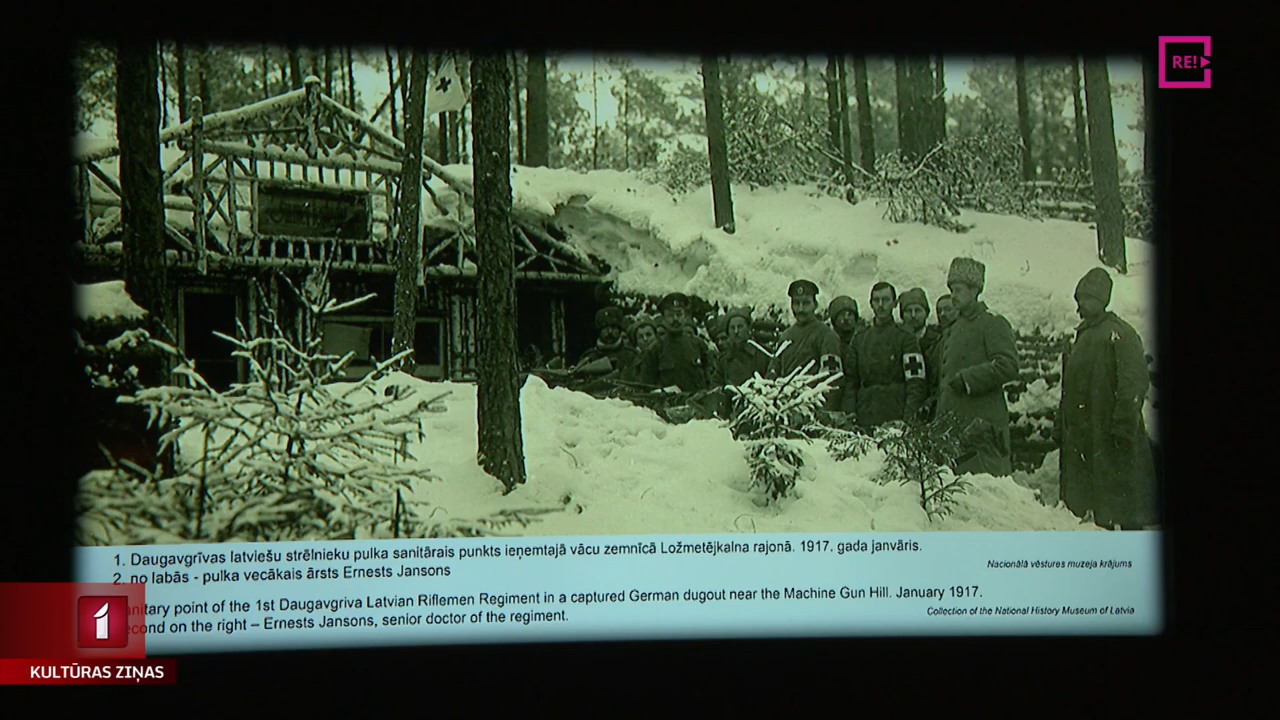 RE!
1. Daugavgrīvas latviešu strēlnieku pulka sanitārais punkts ieņemtajā vācu zemnīcā Ložmetējkalna rajonā. 1917. gada janvāris.
2. no labās - pulka vecākais ārsts Ernests Jansons
Nacionālā vēstures muzeja krājums
nitary point of the 1st Daugavgriva Latvian Riflemen Regiment in a captured German dugout near the Machine Gun Hill. January 1917.
cond on the right – Ernests Jansons, senior doctor of the regiment.
Collection of the National History Museum of Latvia
1
KULTŪRAS ZIŅAS